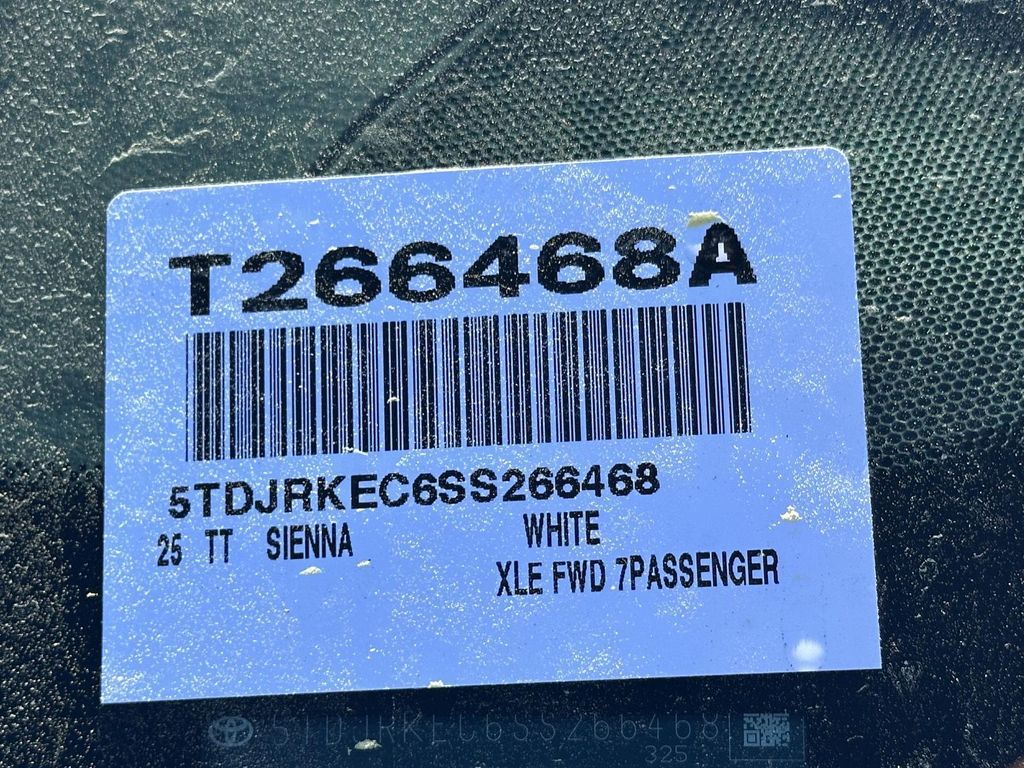 T266468A
5TDJRKEC6SS266468
25 TT SIENNA WHITE
XLE FWD 7PASSENGER
5TDJRKEC6SS266468
325